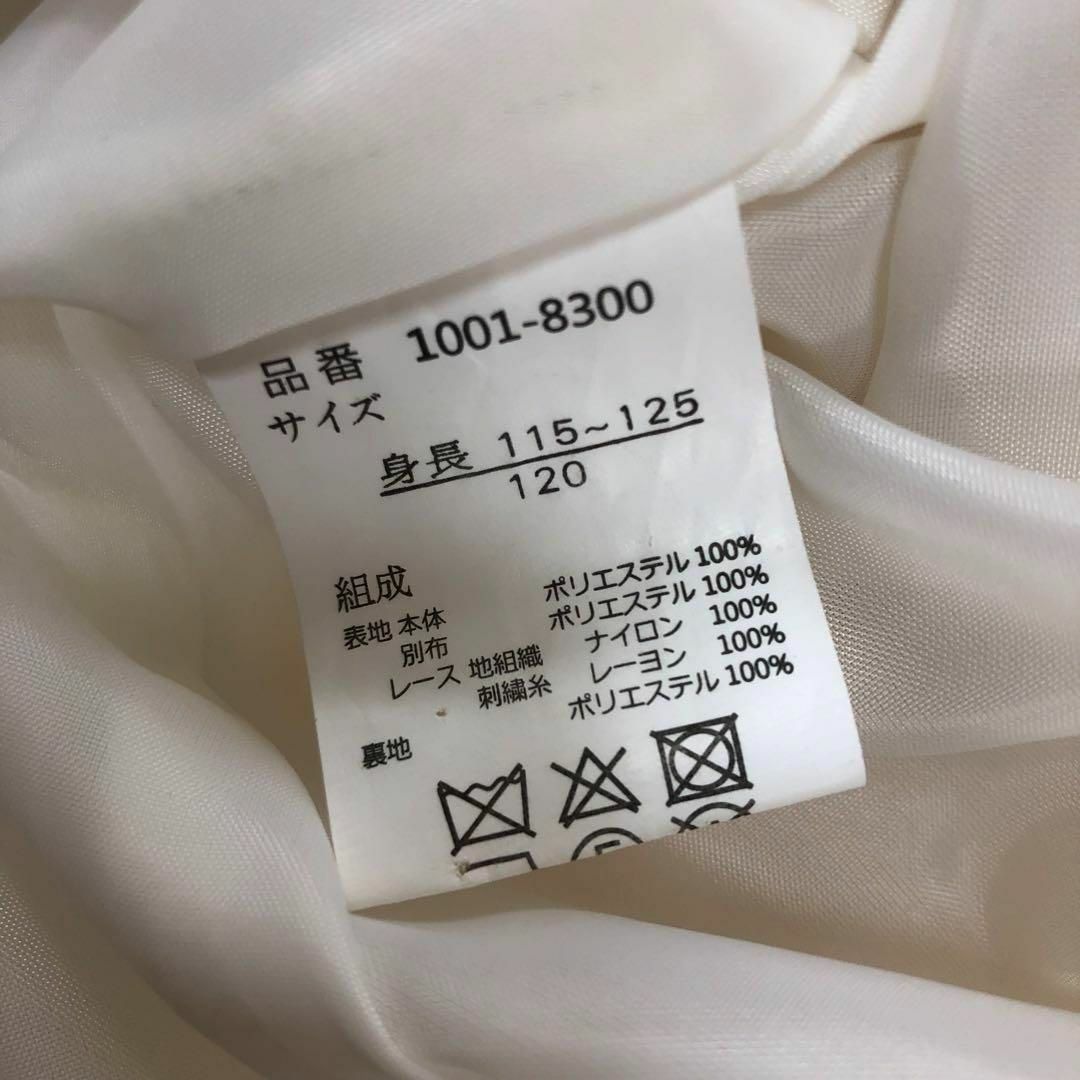 品番 1001-8300
サイズ
身長 115~125
120
組成
表地 本体 ポリエステル 100%
別布 ポリエステル 100%
レース 地組織 ナイロン 100%
刺繍糸 レーヨン 100%
裏地 ポリエステル 100%